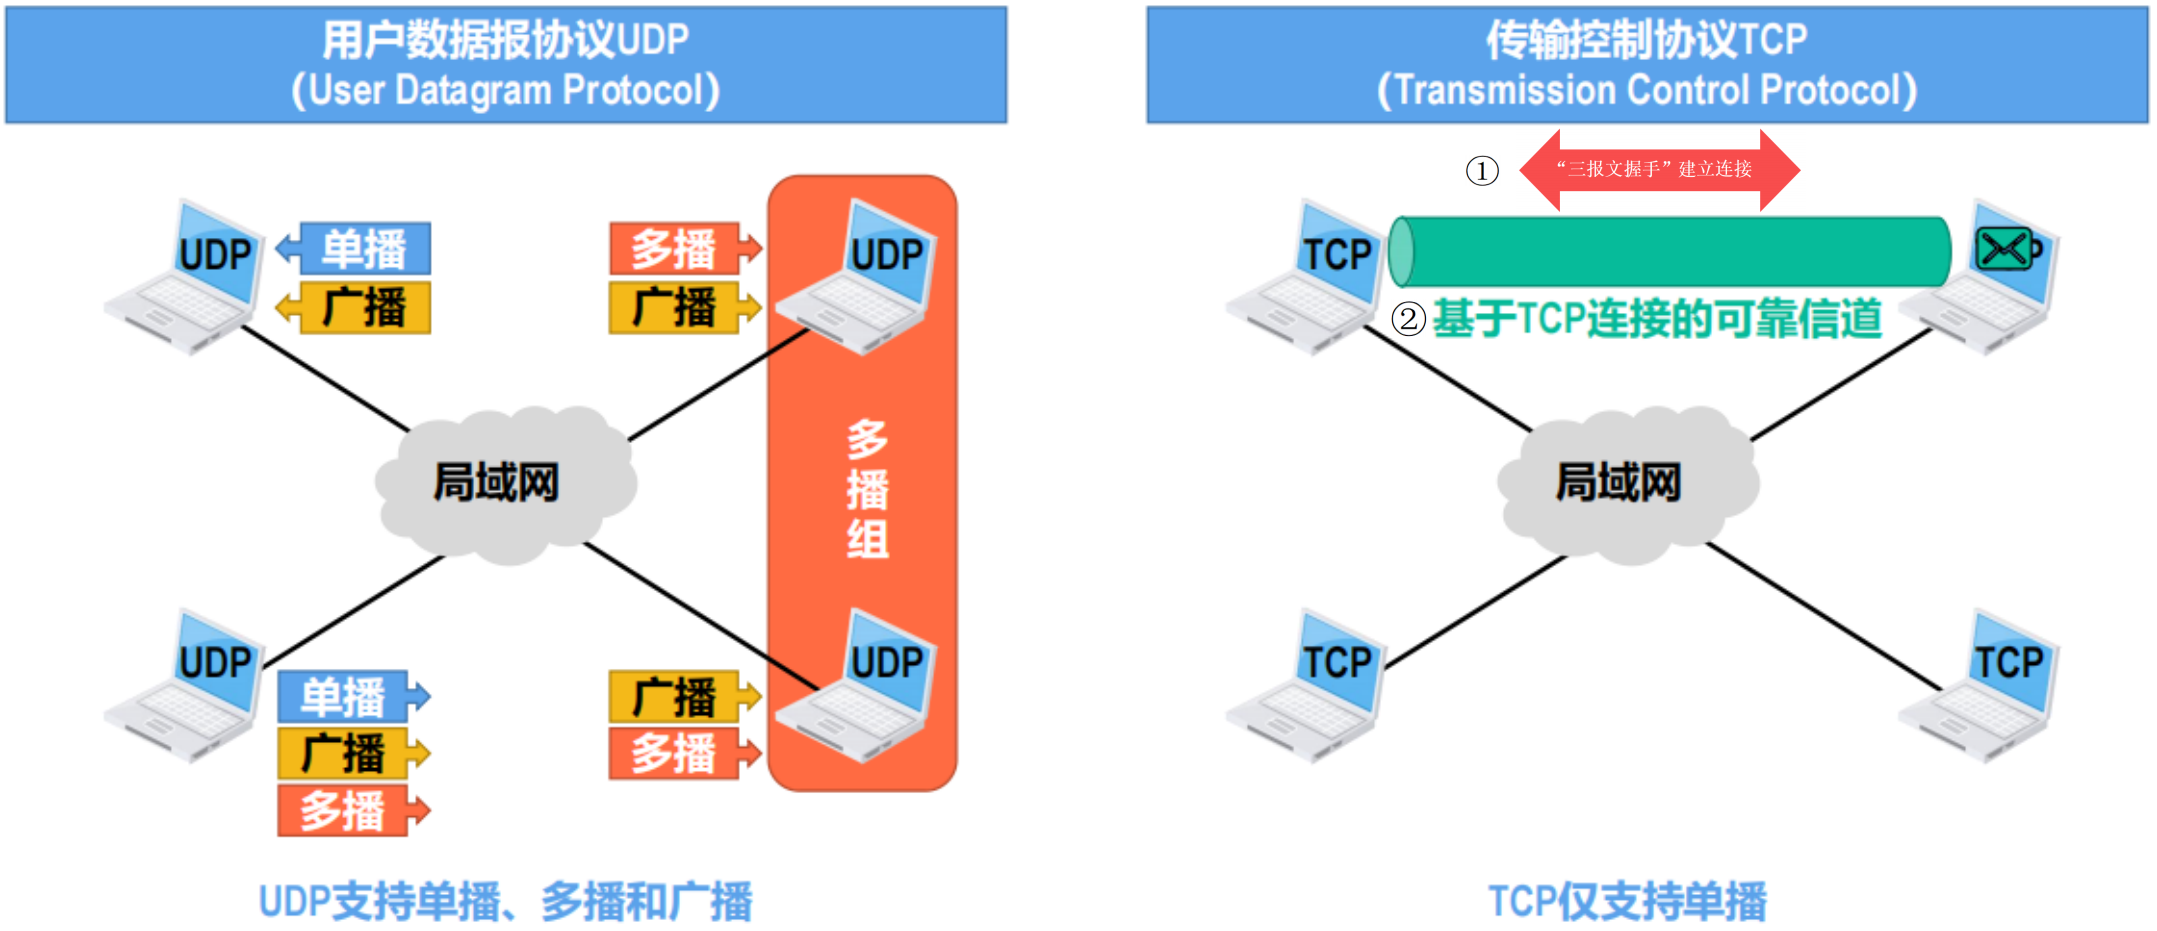 用户数据报协议UDP
(User Datagram Protocol)
UDP
单播
广播
多播
广播
UDP
局域网
多播组
UDP
单播
广播
多播
广播
多播
UDP
UDP支持单播、多播和广播
传输控制协议TCP
(Transmission Control Protocol)
①
“三报文握手”建立连接
TCP
P
②基于TCP连接的可靠信道
局域网
TCP
TCP
TCP仅支持单播